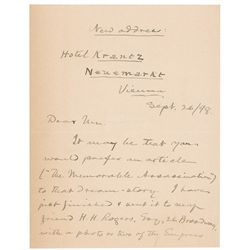 New address:
Hotel Krantz
Neuemarkt
Vienna
Sept. 26/98.
Dear Mr.
It may be that you
would prefer an article
("The Memorable Assassination")
to that dream-story. I have
just finished & sent it to my
friend H. H. Rogers, Esq, 26 Broadway,
with a photo or two of the Empress